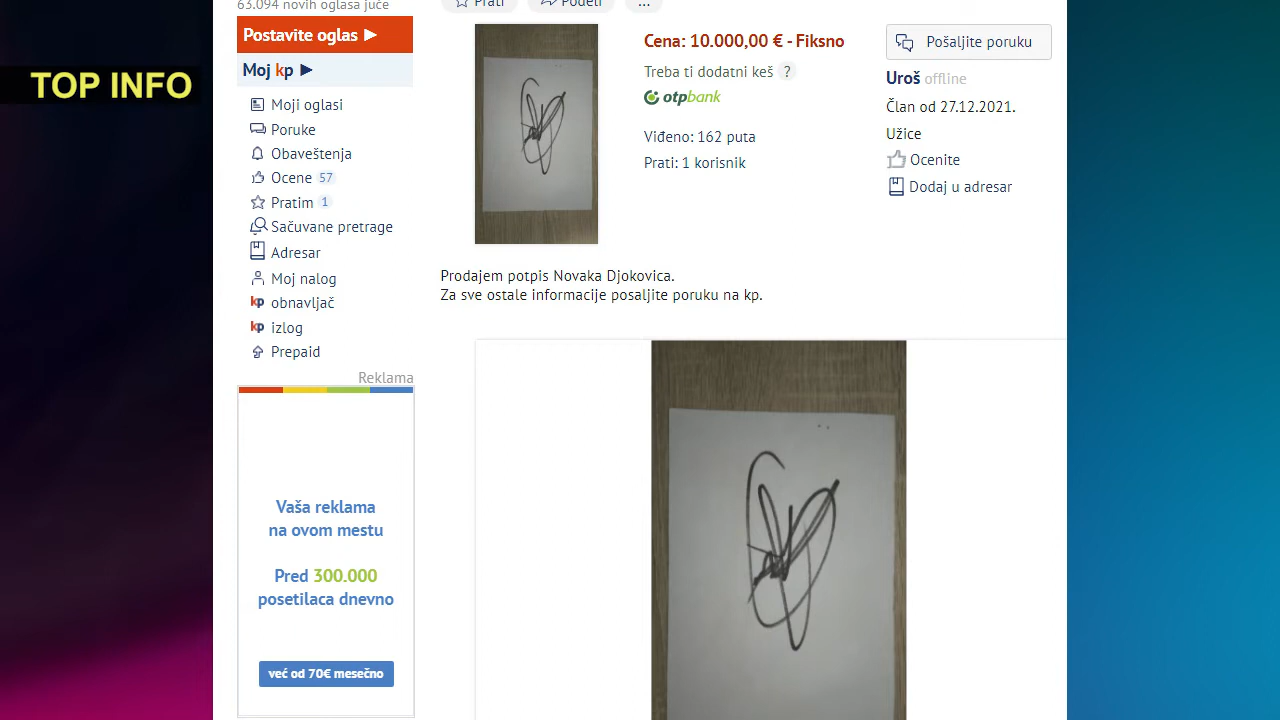 63.094 novih oglasa juče
Postavite oglas
Moj kp
Moji oglasi
Poruke
Obaveštenja
Ocene 57
Pratim 1
Sačuvane pretrage
Adresar
Moj nalog
kp obnavljač
kp izlog
Prepaid
Reklama
Vaša reklama
na ovom mestu
Pred 300.000
posetilaca dnevno
već od 70€ mesečno
TOP INFO
Prati
Podeli
...
Cena: 10.000,00 € - Fiksno
Treba ti dodatni keš ?
otpbank
Viđeno: 162 puta
Prati: 1 korisnik
Pošaljite poruku
Uroš offline
Član od 27.12.2021.
Užice
Ocenite
Dodaj u adresar
Prodajem potpis Novaka Djokovica.
Za sve ostale informacije posaljite poruku na kp.